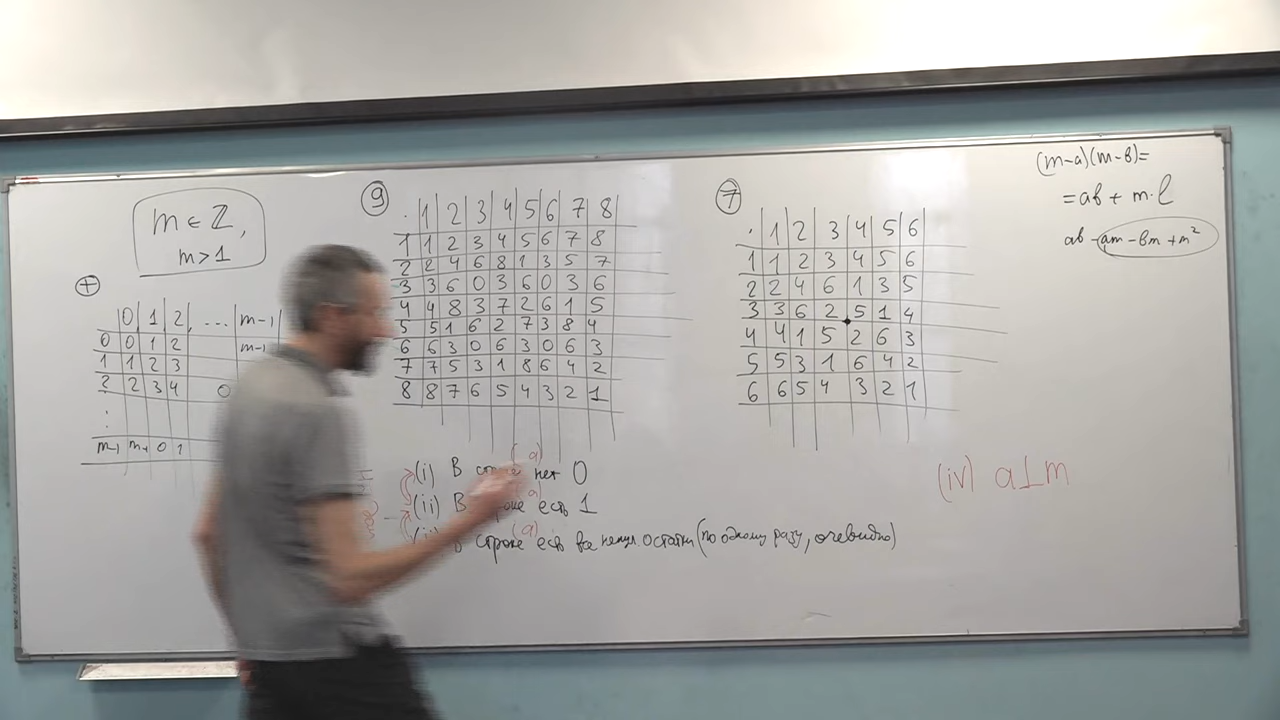 m ∈ ℤ,
m > 1
+
0 1 2 ... m-1
0 0 1 2 m-1
1 1 2 3
2 2 3 4 0
⋮
m-1 m-1 0 1
9
· 1 2 3 4 5 6 7 8
1 1 2 3 4 5 6 7 8
2 2 4 6 8 1 3 5 7
3 3 6 0 3 6 0 3 6
4 4 8 3 7 2 6 1 5
5 5 1 6 2 7 3 8 4
6 6 3 0 6 3 0 6 3
7 7 5 3 1 8 6 4 2
8 8 7 6 5 4 3 2 1
7
· 1 2 3 4 5 6
1 1 2 3 4 5 6
2 2 4 6 1 3 5
3 3 6 2 5 1 4
4 4 1 5 2 6 3
5 5 3 1 6 4 2
6 6 5 4 3 2 1
(m-a)(m-в)=
=ав + m·l
ав -am-вm+m²
(a)
(i) В нет 0
(ii) В есть 1
(a)
строке есть все ненул. остатки (по одному разу, очевидно)
(iv) a⊥m